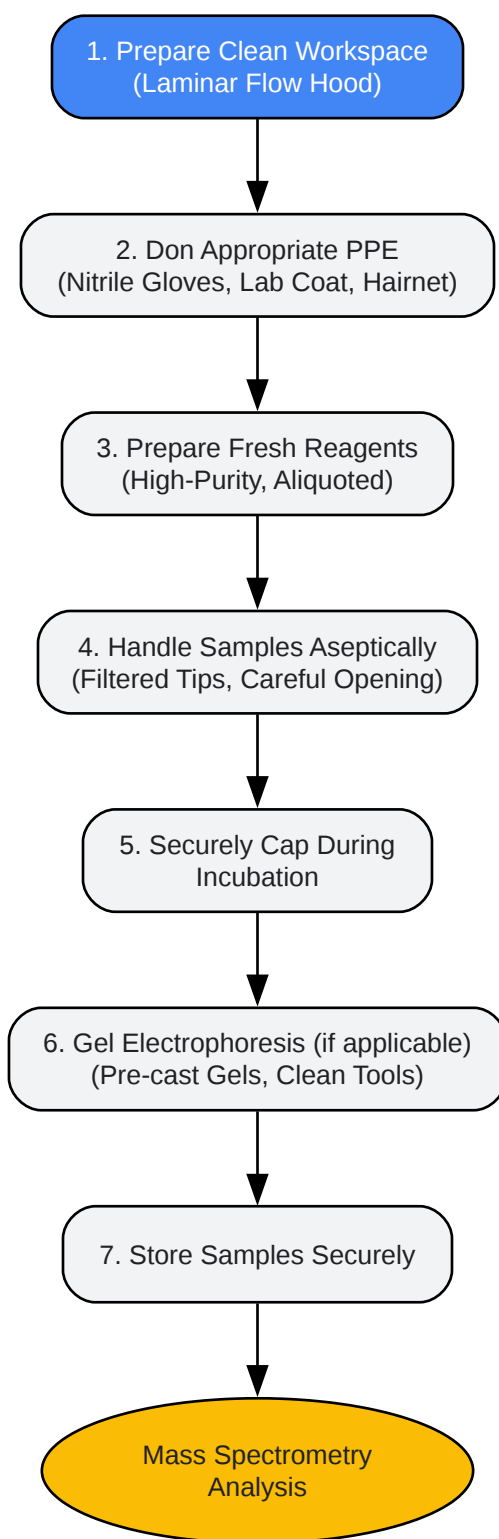 1. Prepare Clean Workspace
(Laminar Flow Hood)
2. Don Appropriate PPE
(Nitrile Gloves, Lab Coat, Hairnet)
3. Prepare Fresh Reagents
(High-Purity, Aliquoted)
4. Handle Samples Aseptically
(Filtered Tips, Careful Opening)
5. Securely Cap During
Incubation
6. Gel Electrophoresis (if applicable)
(Pre-cast Gels, Clean Tools)
7. Store Samples Securely
Mass Spectrometry
Analysis